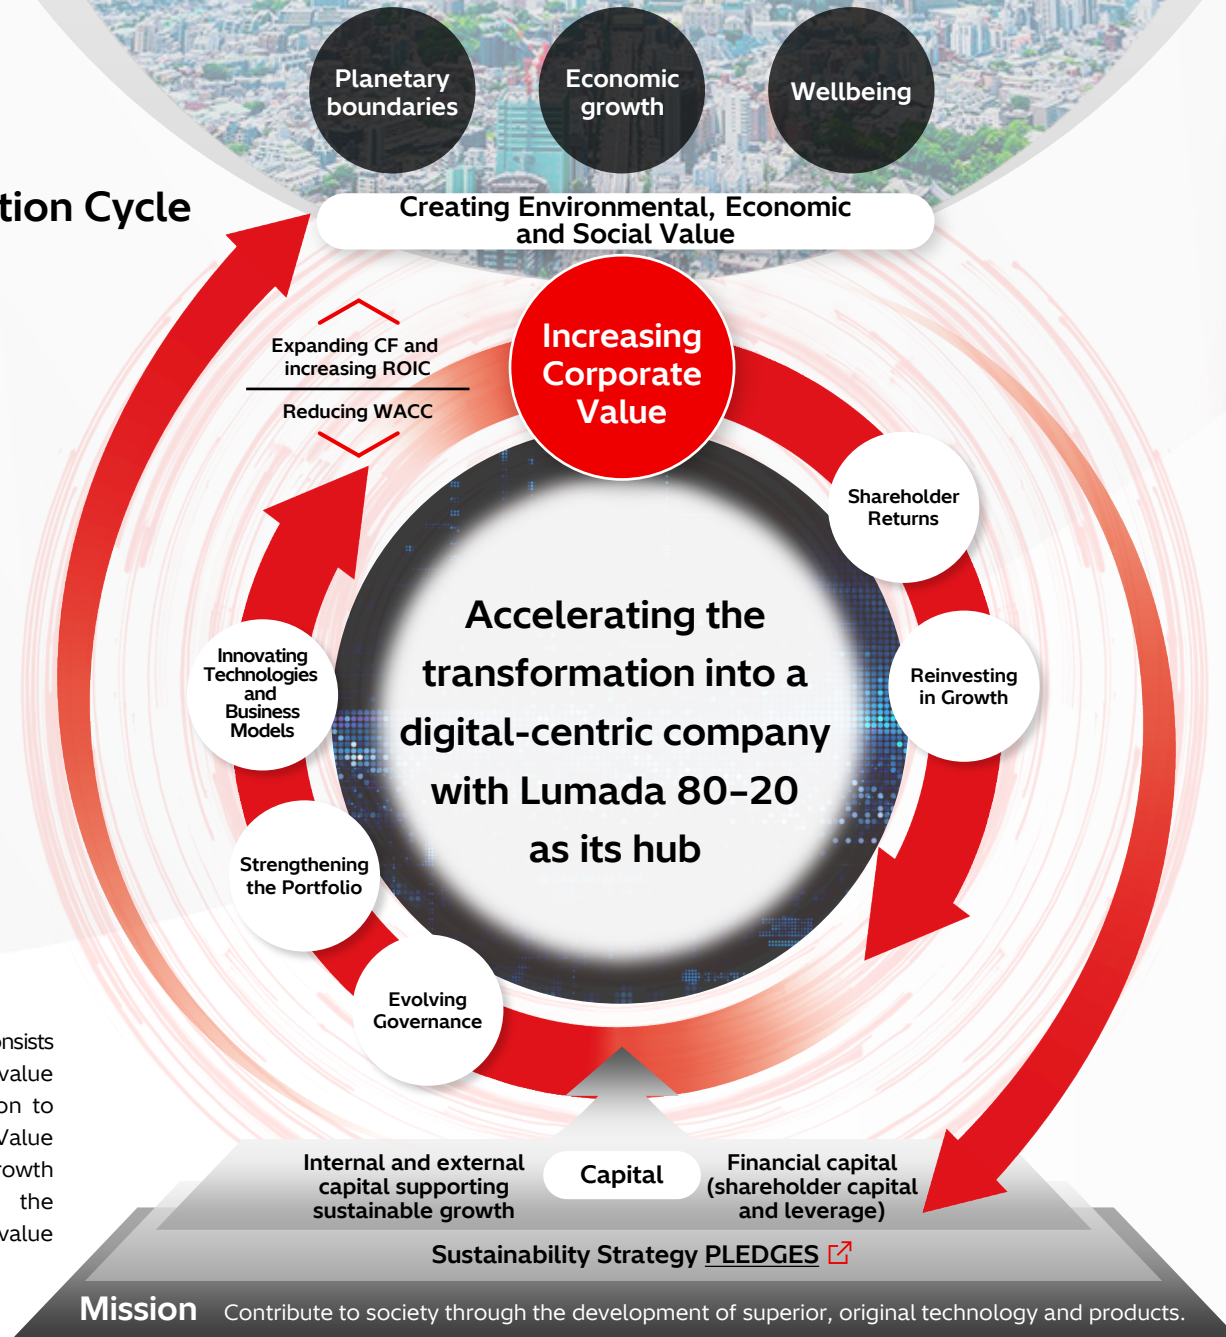 Planetary
boundaries
Economic
growth
Wellbeing
tion Cycle
Creating Environmental, Economic
and Social Value
Expanding CF and
increasing ROIC
Reducing WACC
Increasing
Corporate
Value
Shareholder
Returns
Reinvesting
in Growth
Accelerating the
transformation into a
digital-centric company
with Lumada 80–20
as its hub
Innovating
Technologies
and
Business
Models
Strengthening
the Portfolio
Evolving
Governance
nsists
value
on to
Value
rowth
the
value
Internal and external
capital supporting
sustainable growth
Capital
Financial capital
(shareholder capital
and leverage)
Sustainability Strategy PLEDGES
Mission Contribute to society through the development of superior, original technology and products.